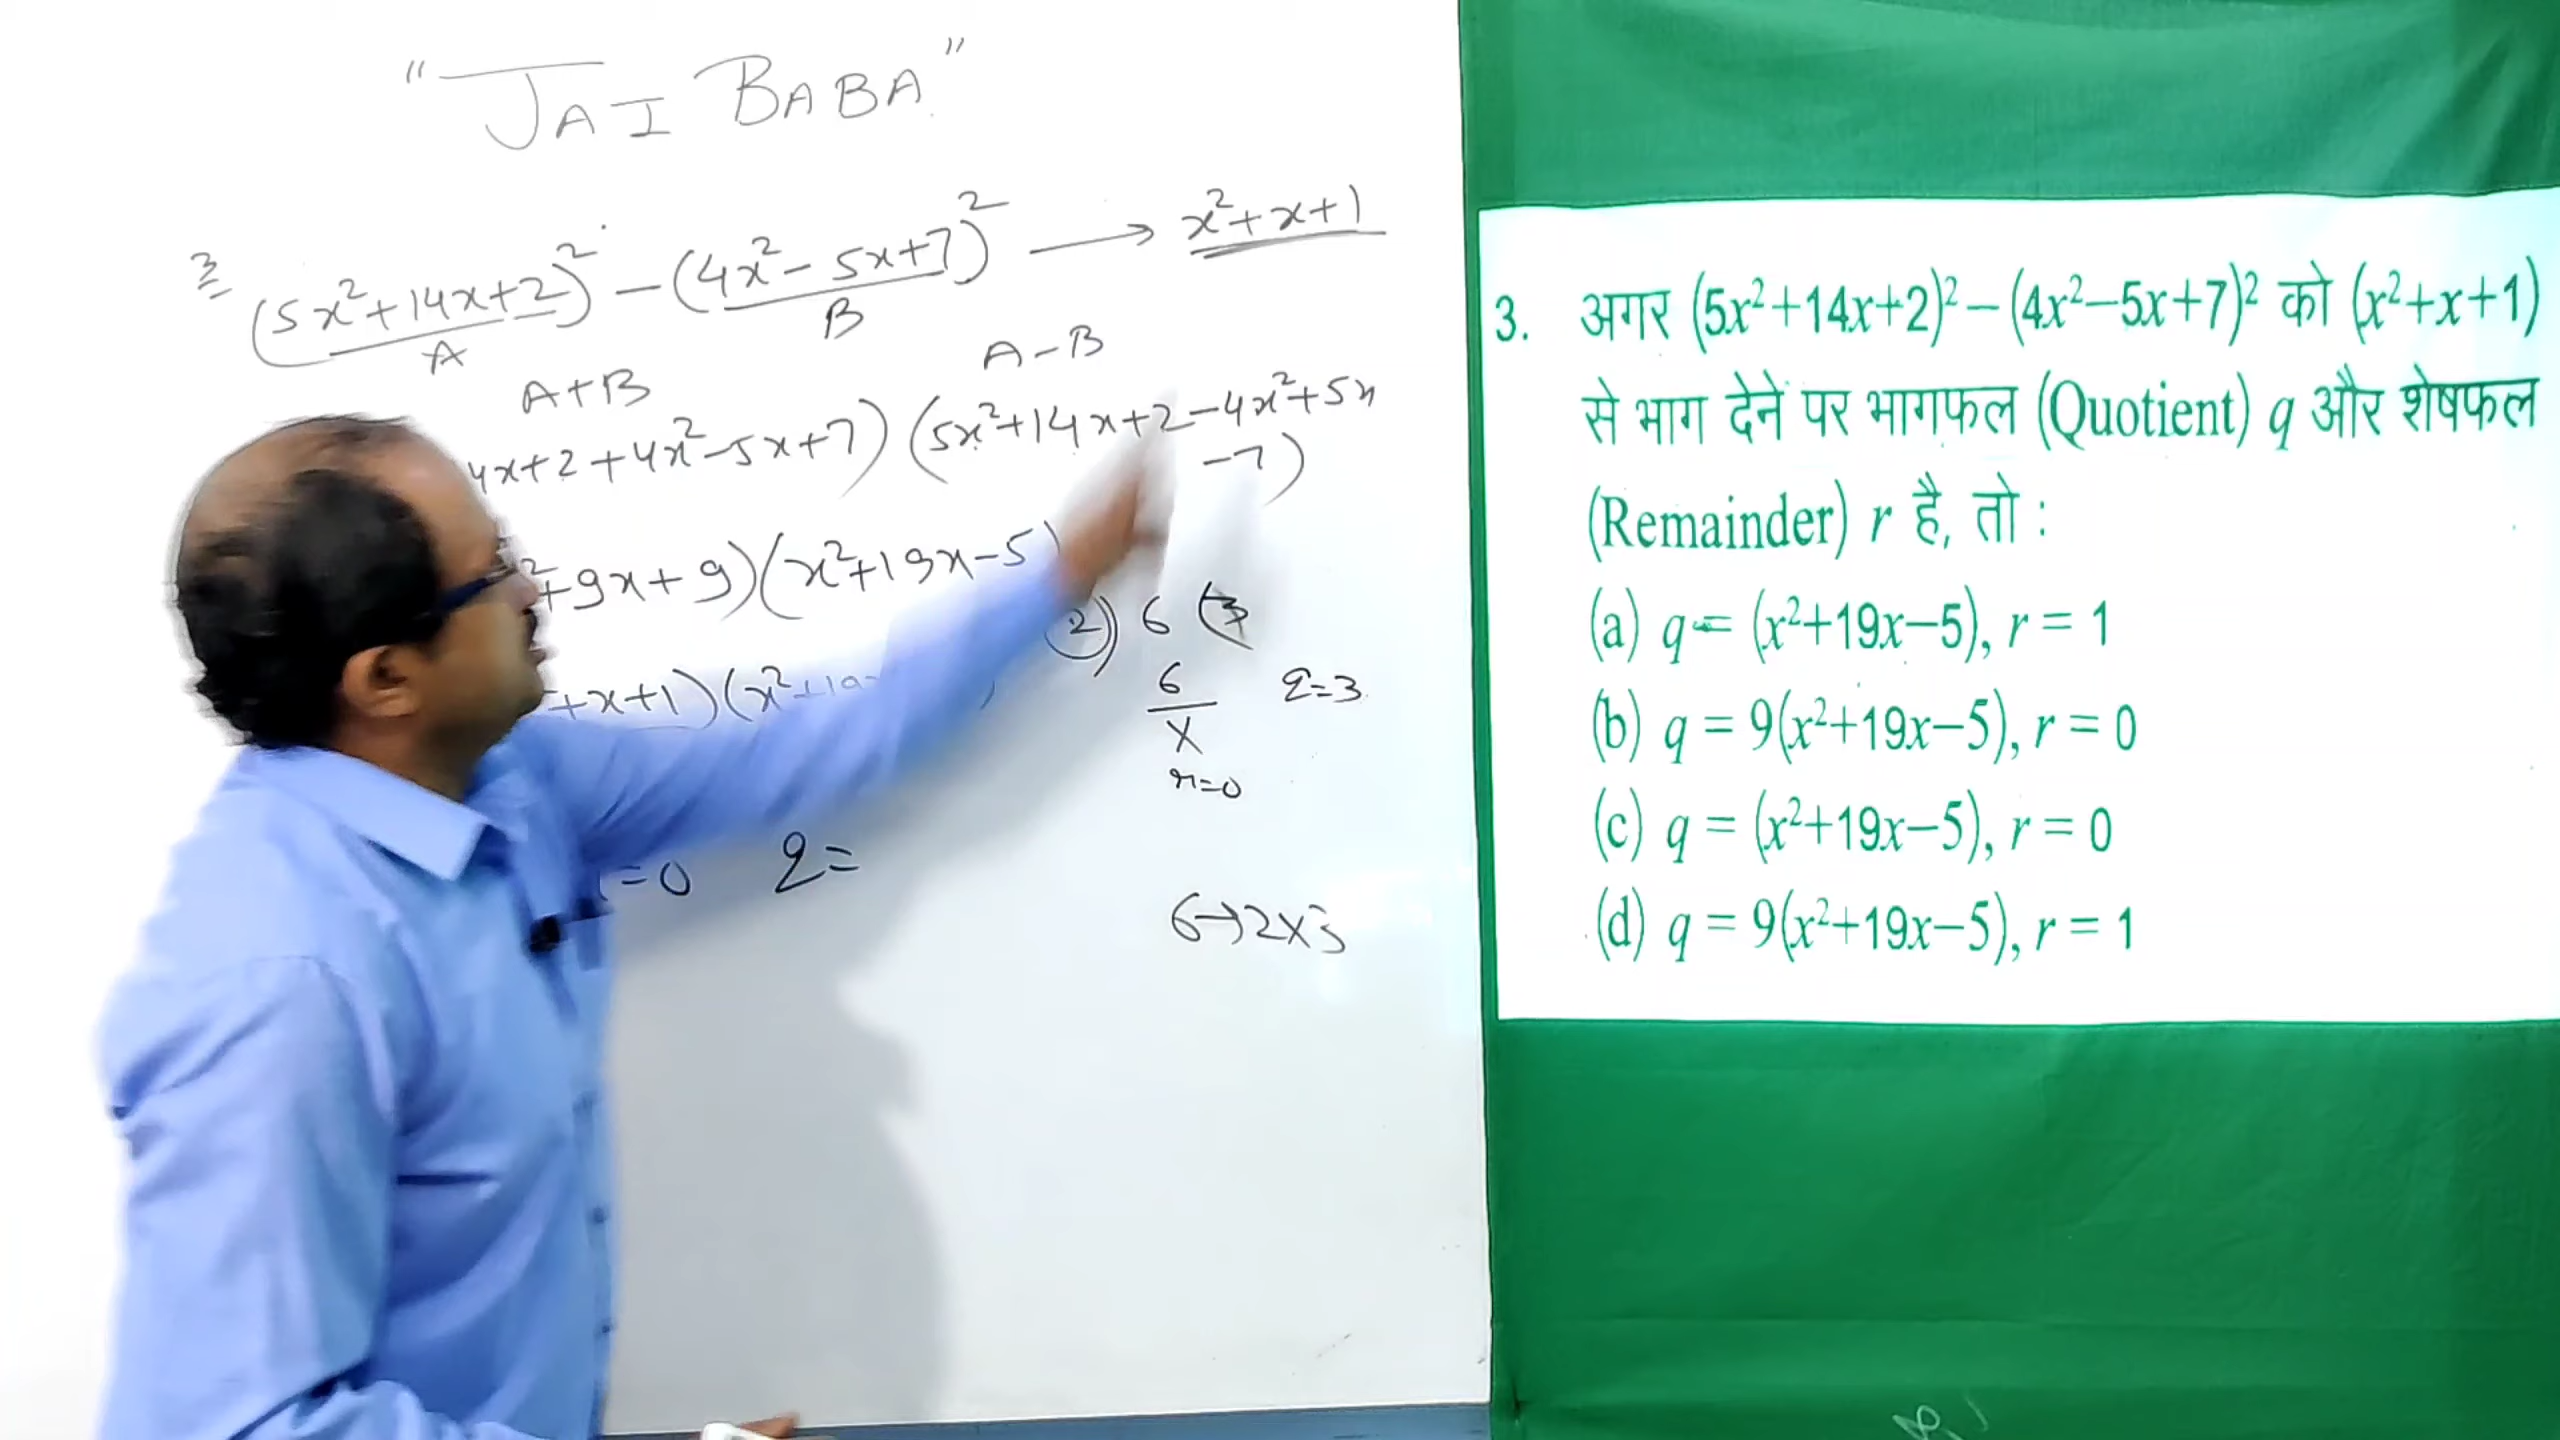 "JAI BABA"
3 (5x²+14x+2)² − (4x²−5x+7)² → x²+x+1
A B
A+B A−B
4x+2+4x²−5x+7) (5x²+14x+2−4x²+5x
−7)
²+9x+9)(x²+19x−5)
2) 6 (3
+x+1)(x²+19x
6 q=3
X
r=0
=0 q=
6→2×3
3. अगर (5x²+14x+2)²−(4x²−5x+7)² को (x²+x+1)
से भाग देने पर भागफल (Quotient) q और शेषफल
(Remainder) r है, तो :
(a) q= (x²+19x−5), r = 1
(b) q = 9(x²+19x−5), r = 0
(c) q = (x²+19x−5), r = 0
(d) q = 9(x²+19x−5), r = 1